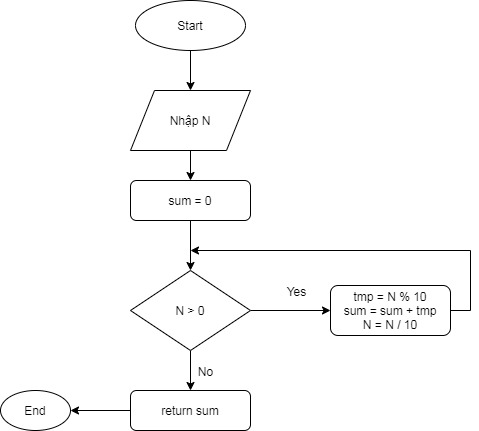 Start
Nhập N
sum = 0
N > 0
Yes
tmp = N % 10
sum = sum + tmp
N = N / 10
No
return sum
End